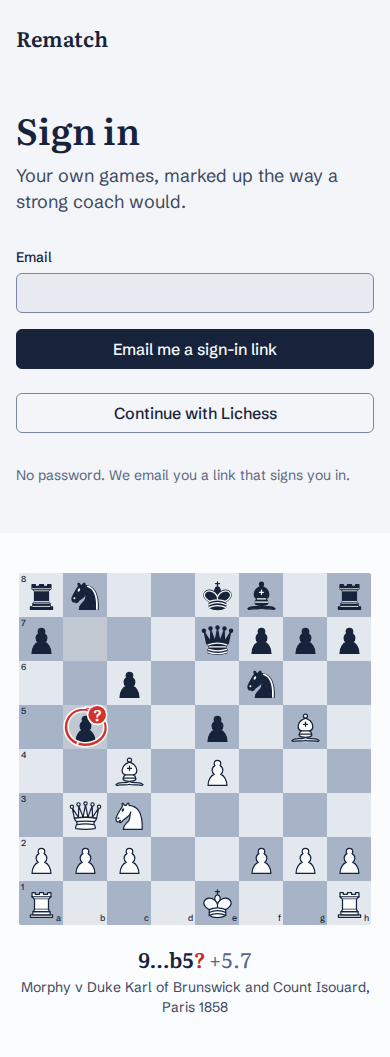 Rematch
Sign in
Your own games, marked up the way a
strong coach would.
Email
Email me a sign-in link
Continue with Lichess
No password. We email you a link that signs you in.
8
7
6
5
?
4
3
2
1
a b c d e f g h
9…b5? +5.7
Morphy v Duke Karl of Brunswick and Count Isouard,
Paris 1858